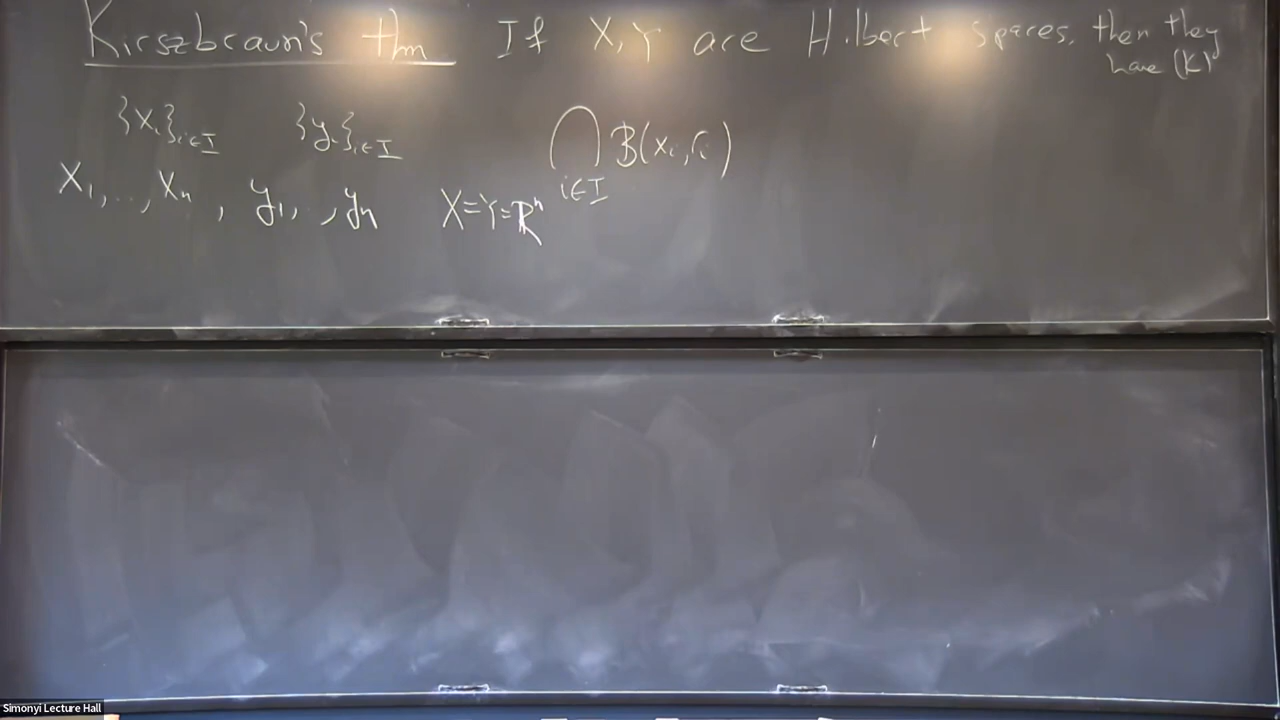 Kirszbraun's thm If X, Y are Hilbert spaces, then they
have (K)
{x_i}_{i∈I} {y_i}_{i∈I} ⋂_{i∈I} B(x_i, r_i)
X_1, .., X_n, y_1, .., y_n X=Y=ℝ^n
Simonyi Lecture Hall